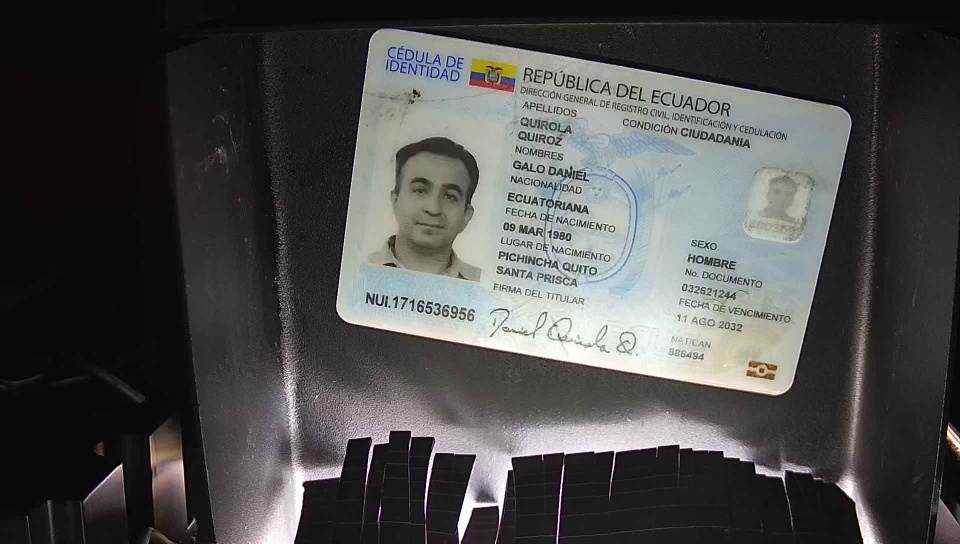 CÉDULA DE
IDENTIDAD
REPÚBLICA DEL ECUADOR
DIRECCIÓN GENERAL DE REGISTRO CIVIL, IDENTIFICACIÓN Y CEDULACIÓN
APELLIDOS
QUIROLA
QUIROZ
NOMBRES
GALO DANIEL
NACIONALIDAD
ECUATORIANA
FECHA DE NACIMIENTO
09 MAR 1980
LUGAR DE NACIMIENTO
PICHINCHA QUITO
SANTA PRISCA
FIRMA DEL TITULAR
CONDICIÓN CIUDADANIA
SEXO
HOMBRE
No. DOCUMENTO
032621244
FECHA DE VENCIMIENTO
11 AGO 2032
NAT/CAN
886494
NUI.1716536956
Daniel Quirola Q.